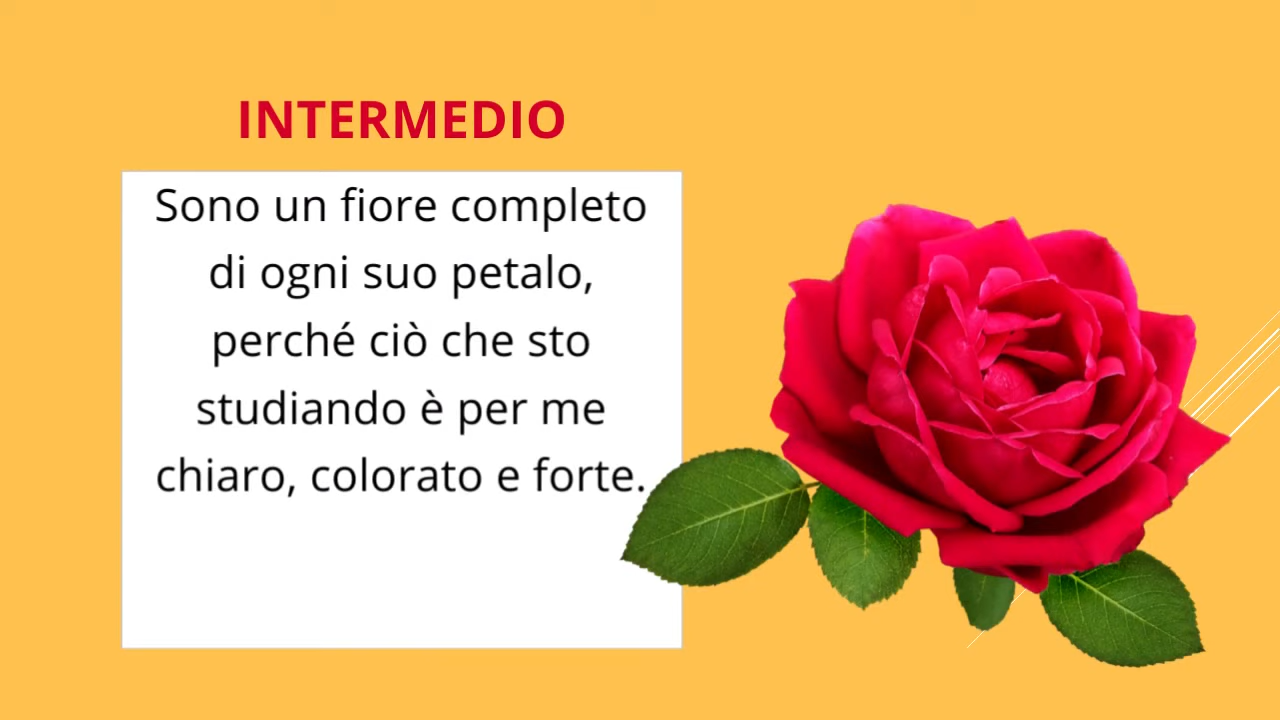 INTERMEDIO
Sono un fiore completo
di ogni suo petalo,
perché ciò che sto
studiando è per me
chiaro, colorato e forte.